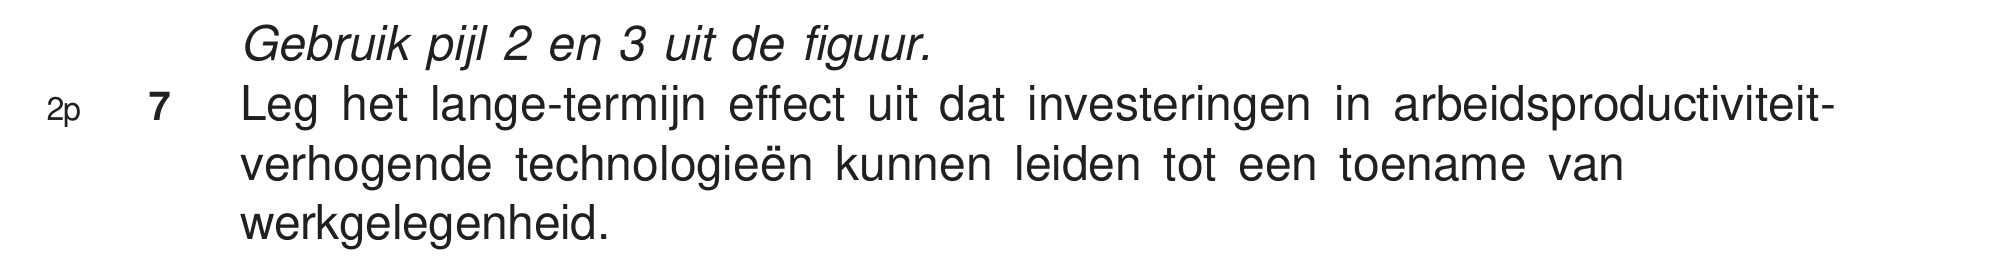 Gebruik pijl 2 en 3 uit de figuur.
2p 7 Leg het lange-termijn effect uit dat investeringen in arbeidsproductiviteit-
verhogende technologieën kunnen leiden tot een toename van
werkgelegenheid.